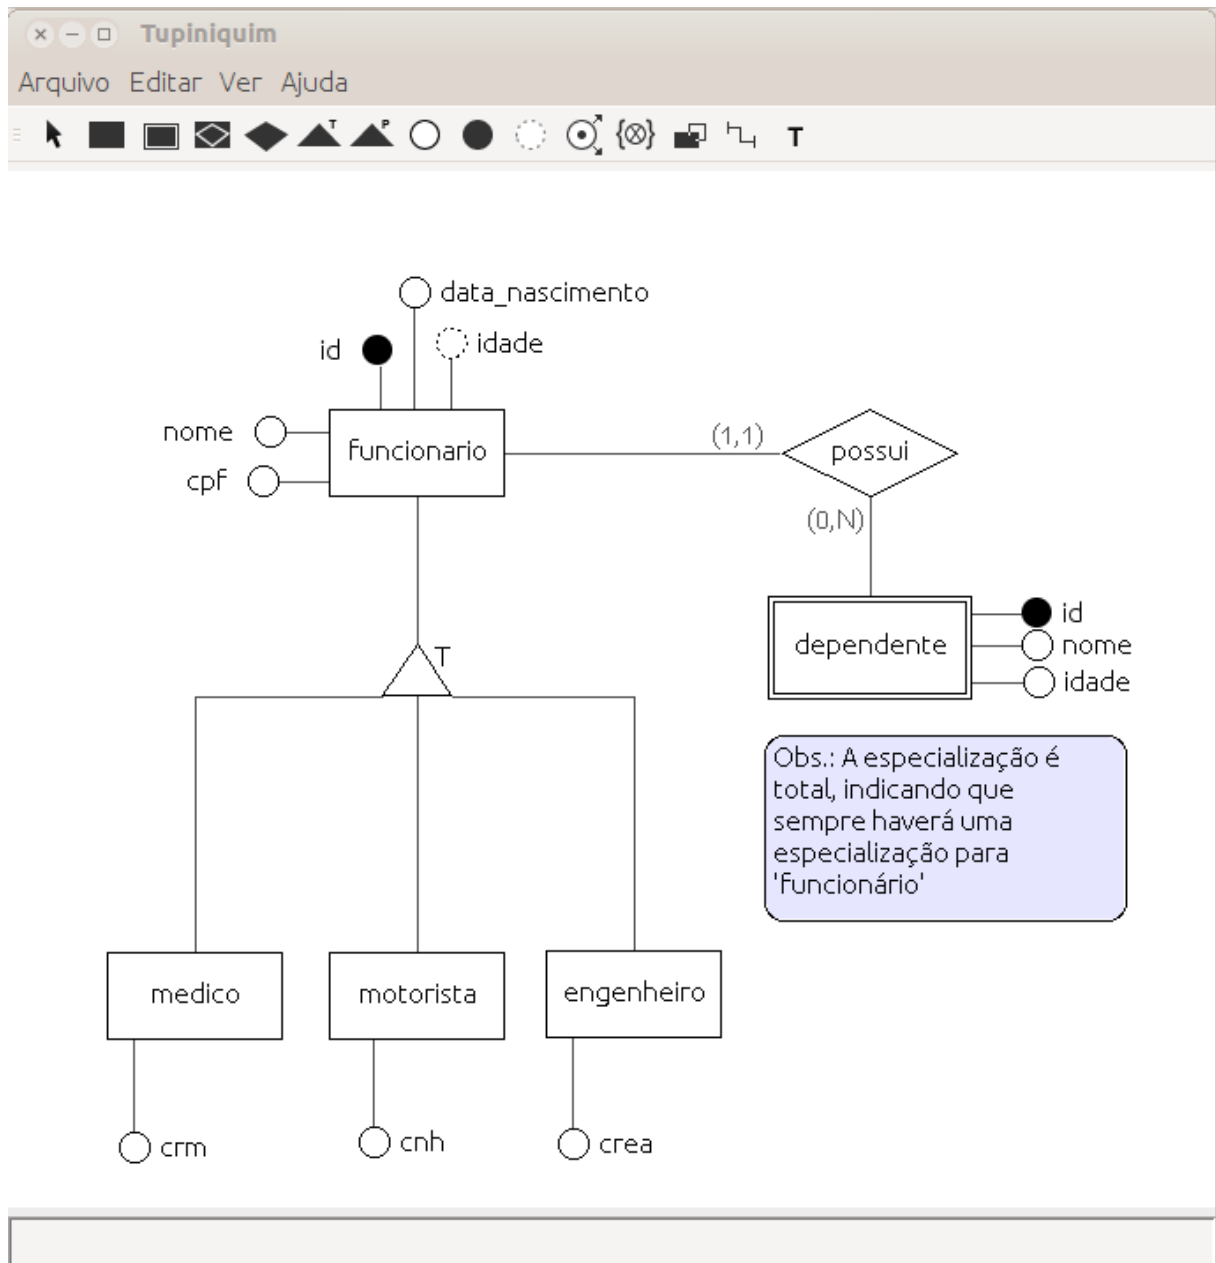 Tupiniquim
Arquivo Editar Ver Ajuda
T P T
data_nascimento
id
idade
nome
cpf
funcionario
(1,1)
possui
(0,N)
T
dependente
id
nome
idade
Obs.: A especialização é
total, indicando que
sempre haverá uma
especialização para
'funcionário'
medico
motorista
engenheiro
crm
cnh
crea